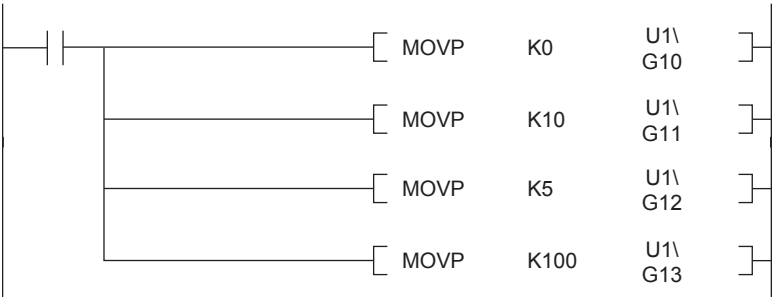 MOVP K0 U1\
G10
MOVP K10 U1\
G11
MOVP K5 U1\
G12
MOVP K100 U1\
G13